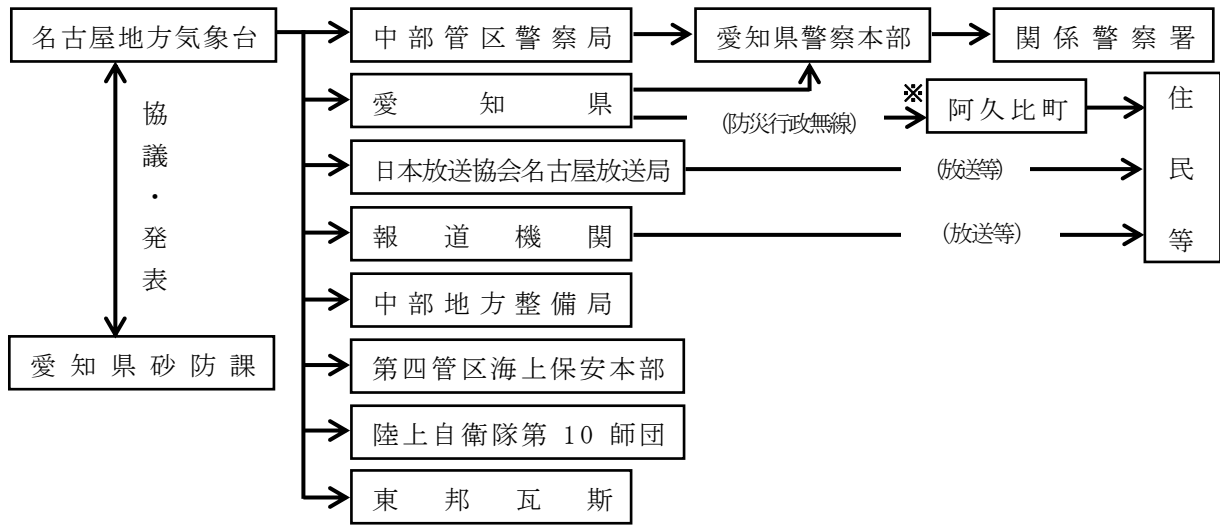 名古屋地方気象台
中部管区警察局
愛知県警察本部
関係警察署
愛知県
(防災行政無線)
※
阿久比町
住民等
日本放送協会名古屋放送局
(放送等)
報道機関
(放送等)
中部地方整備局
協議・発表
愛知県砂防課
第四管区海上保安本部
陸上自衛隊第 10 師団
東邦瓦斯